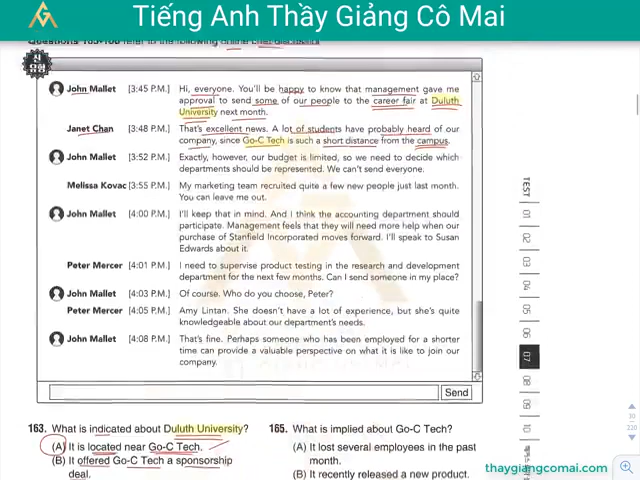 Tiếng Anh Thầy Giảng Cô Mai
Questions 163-166 refer to the following online chat discussion.
John Mallet [3:45 P.M.] Hi, everyone. You'll be happy to know that management gave me
approval to send some of our people to the career fair at Duluth
University next month.
Janet Chan [3:48 P.M.] That's excellent news. A lot of students have probably heard of our
company, since Go-C Tech is such a short distance from the campus.
John Mallet [3:52 P.M.] Exactly, however, our budget is limited, so we need to decide which
departments should be represented. We can't send everyone.
Melissa Kovac [3:55 P.M.] My marketing team recruited quite a few new people just last month.
You can leave me out.
John Mallet [4:00 P.M.] I'll keep that in mind. And I think the accounting department should
participate. Management feels that they will need more help when our
purchase of Stanfield Incorporated moves forward. I'll speak to Susan
Edwards about it.
Peter Mercer [4:01 P.M.] I need to supervise product testing in the research and development
department for the next few months. Can I send someone in my place?
John Mallet [4:03 P.M.] Of course. Who do you choose, Peter?
Peter Mercer [4:05 P.M.] Amy Lintan. She doesn't have a lot of experience, but she's quite
knowledgeable about our department's needs.
John Mallet [4:08 P.M.] That's fine. Perhaps someone who has been employed for a shorter
time can provide a valuable perspective on what it is like to join our
company.
Send
163. What is indicated about Duluth University?
(A) It is located near Go-C Tech.
(B) It offered Go-C Tech a sponsorship
deal.
165. What is implied about Go-C Tech?
(A) It lost several employees in the past
month.
(B) It recently released a new product.
TEST
01
02
03
04
05
06
07
08
09
10
220
thaygiangcomai.com